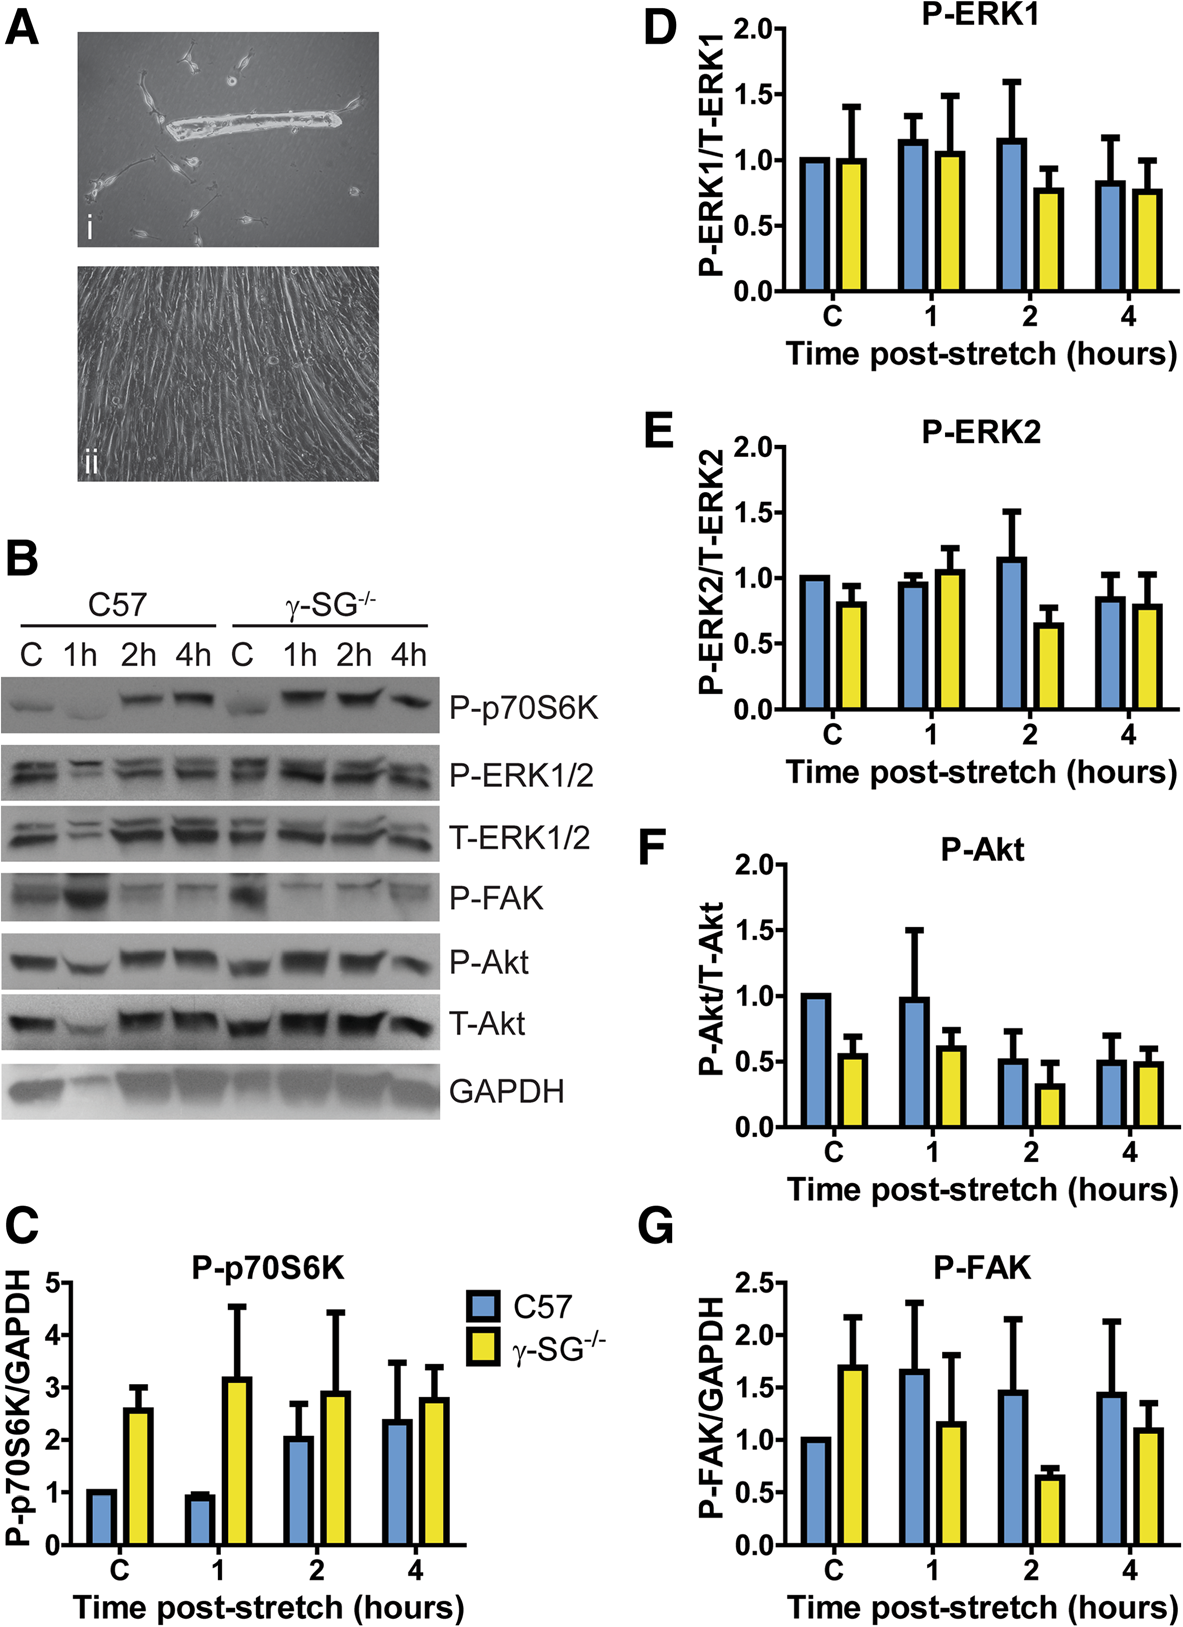 A
i
ii
B
C57 γ-SG-/-
C 1h 2h 4h C 1h 2h 4h
P-p70S6K
P-ERK1/2
T-ERK1/2
P-FAK
P-Akt
T-Akt
GAPDH
C
P-p70S6K
P-p70S6K/GAPDH
5
4
3
2
1
0
C 1 2 4
Time post-stretch (hours)
C57
γ-SG-/-
D
P-ERK1
P-ERK1/T-ERK1
2.0
1.5
1.0
0.5
0.0
C 1 2 4
Time post-stretch (hours)
E
P-ERK2
P-ERK2/T-ERK2
2.0
1.5
1.0
0.5
0.0
C 1 2 4
Time post-stretch (hours)
F
P-Akt
P-Akt/T-Akt
2.0
1.5
1.0
0.5
0.0
C 1 2 4
Time post-stretch (hours)
G
P-FAK
P-FAK/GAPDH
2.5
2.0
1.5
1.0
0.5
0.0
C 1 2 4
Time post-stretch (hours)